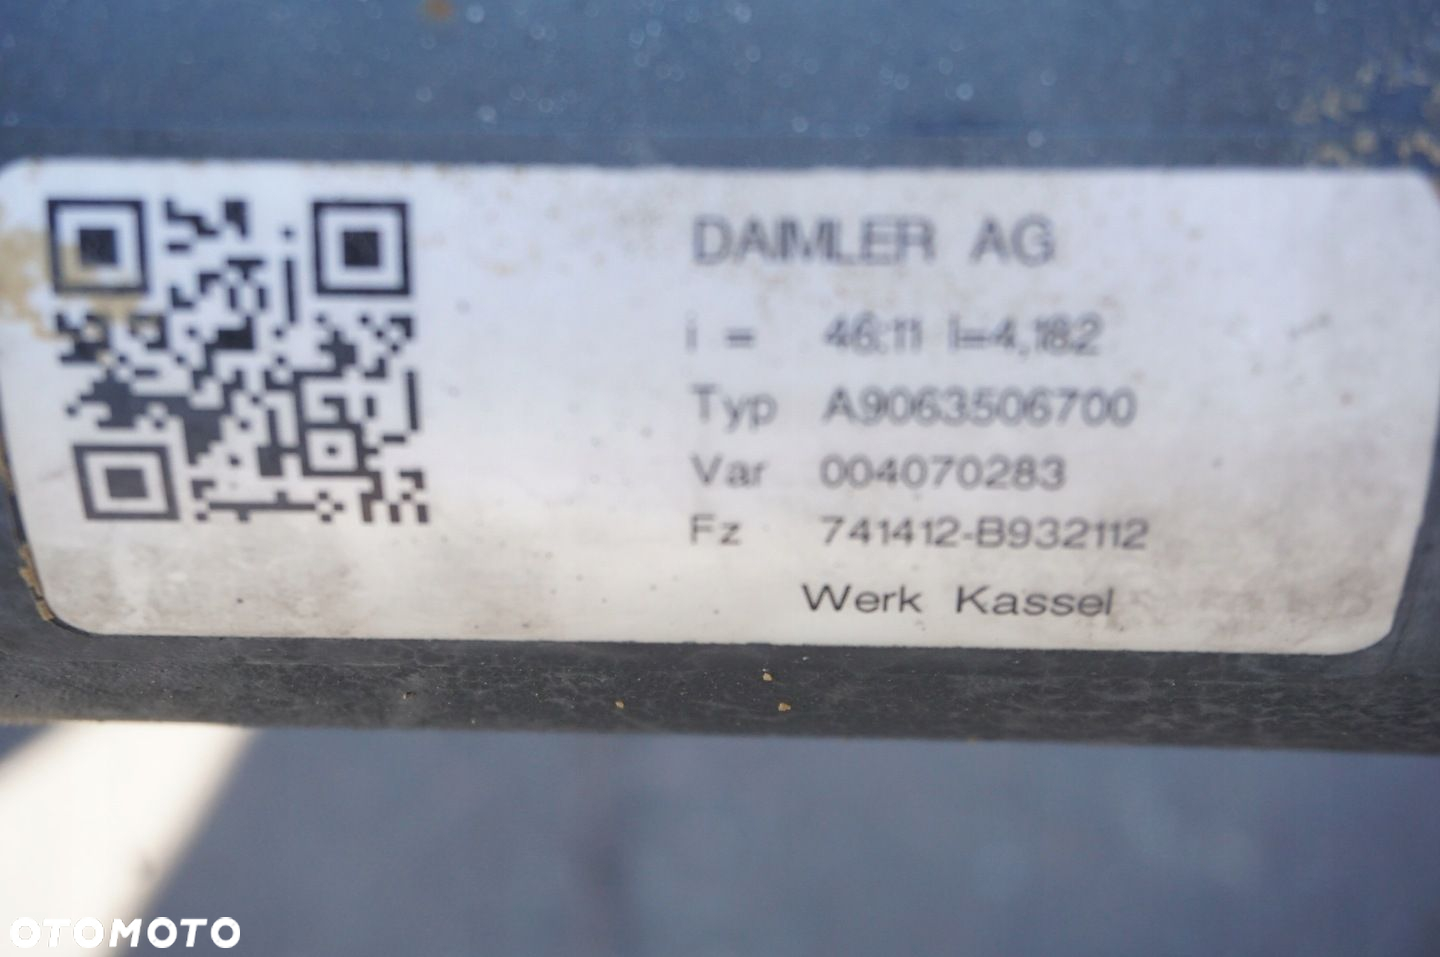 DAIMLER AG
i = 46:11 I=4,182
Typ A9063506700
Var 004070283
Fz 741412-B932112
Werk Kassel
OTOMOTO